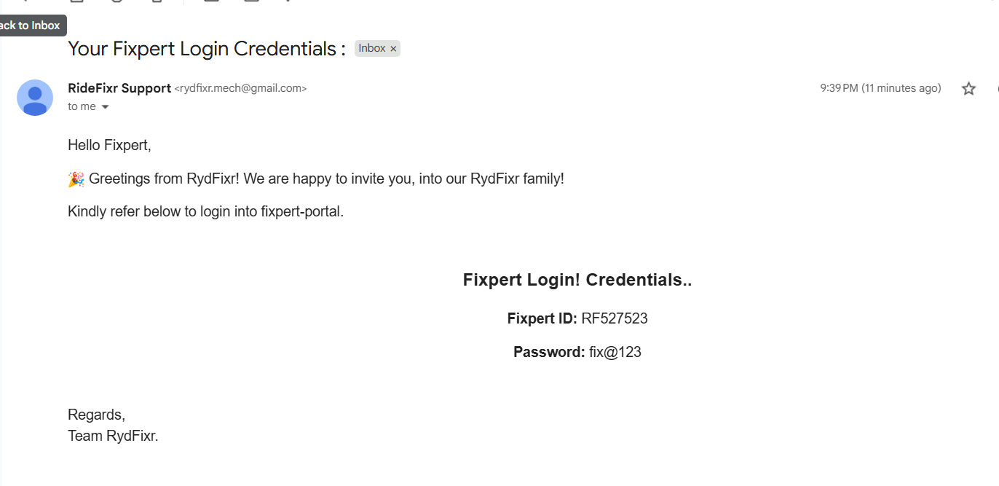 ack to Inbox
Your Fixpert Login Credentials :
Inbox ×
RideFixr Support <rydfixr.mech@gmail.com>
9:39 PM (11 minutes ago)
to me
Hello Fixpert,
🎉 Greetings from RydFixr! We are happy to invite you, into our RydFixr family!
Kindly refer below to login into fixpert-portal.
Fixpert Login! Credentials..
Fixpert ID: RF527523
Password: fix@123
Regards,
Team RydFixr.